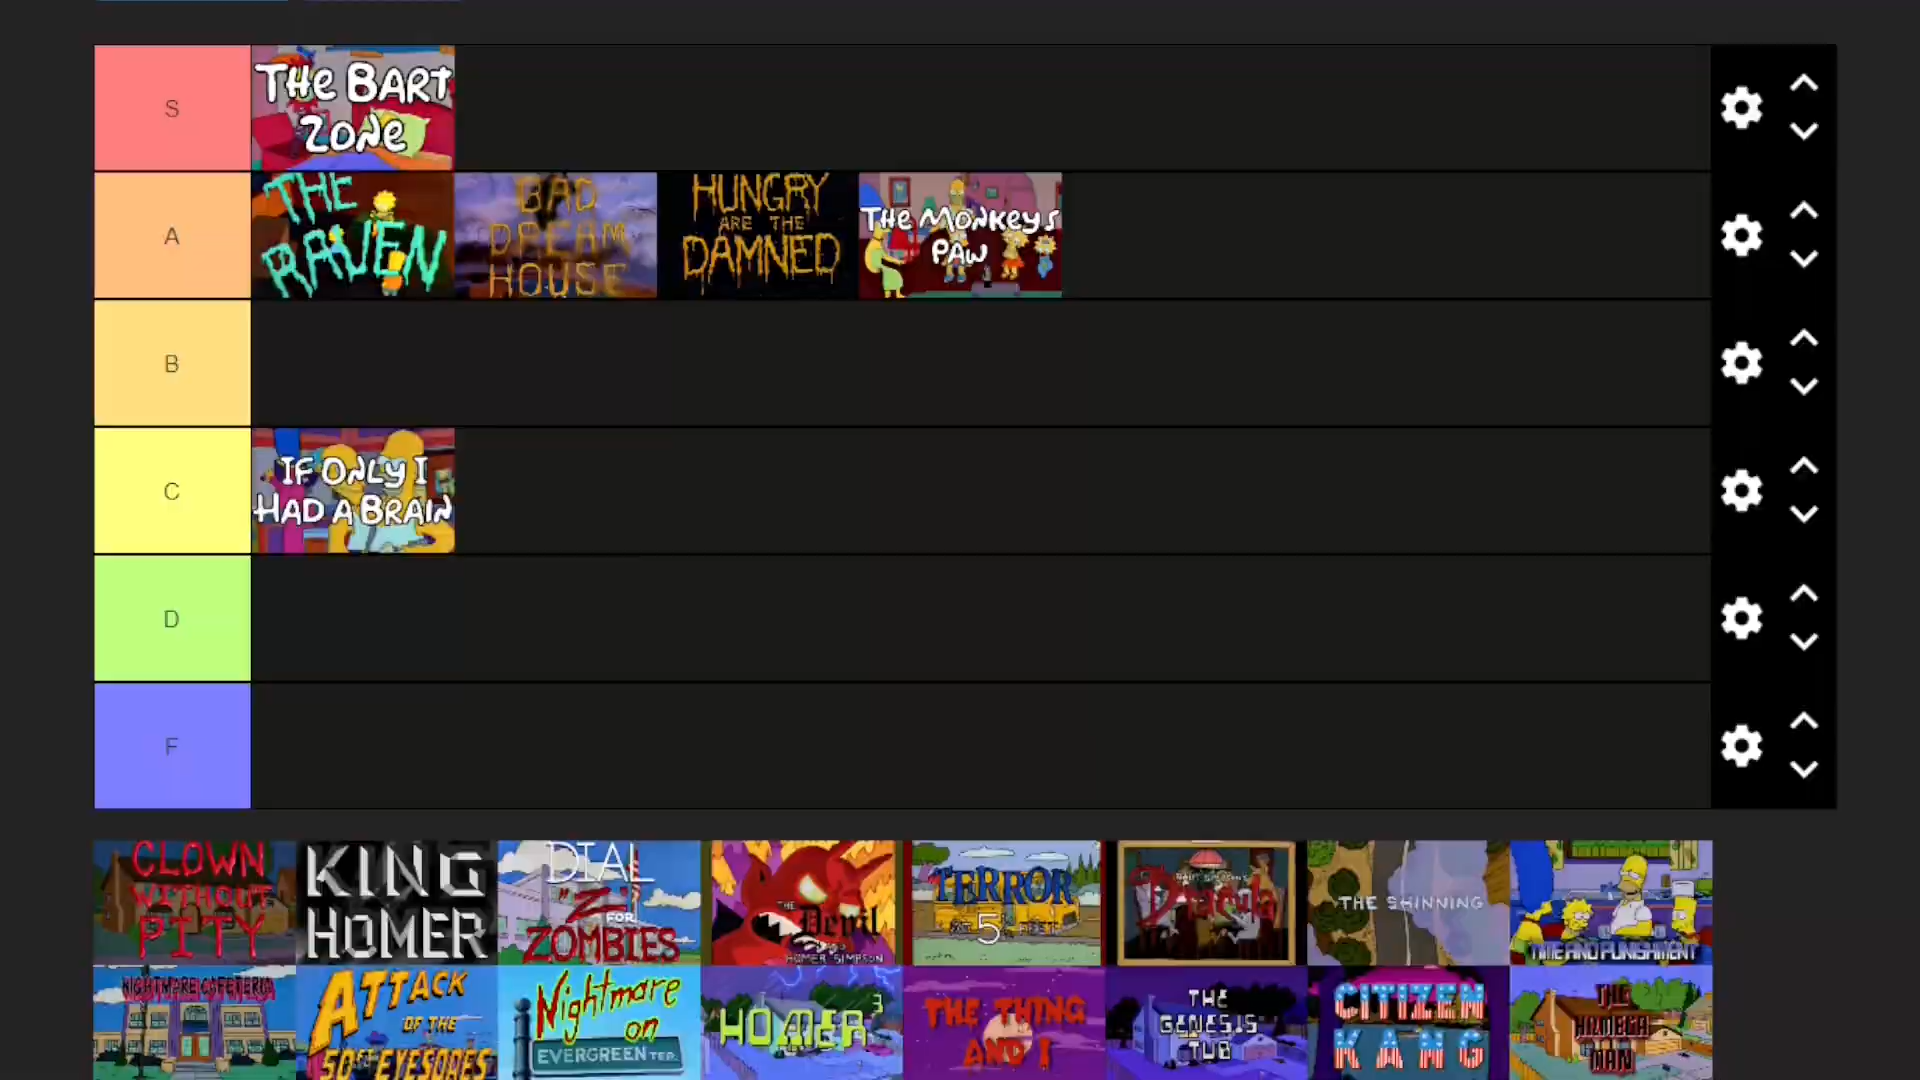 S
THE BART
ZONE
A
THE
RAVEN
BAD
DREAM
HOUSE
HUNGRY
ARE THE
DAMNED
THE MONKEYS
PAW
B
C
IF ONLY I
HAD A BRAIN
D
F
CLOWN
WITHOUT
PITY
KING
HOMER
DIAL
"Z"
FOR
ZOMBIES
THE
Devil
AND
HOMER SIMPSON
TERROR
AT 5½ FEET
Dracula
THE SHINNING
TIME AND PUNISHMENT
NIGHTMARE CAFETERIA
ATTACK
OF THE
50 FT EYESORES
Nightmare
on
EVERGREEN TER.
HOMER3
THE THING
AND I
THE
GENESIS
TUB
CITIZEN
KANG
THE
HOMEGA
MAN